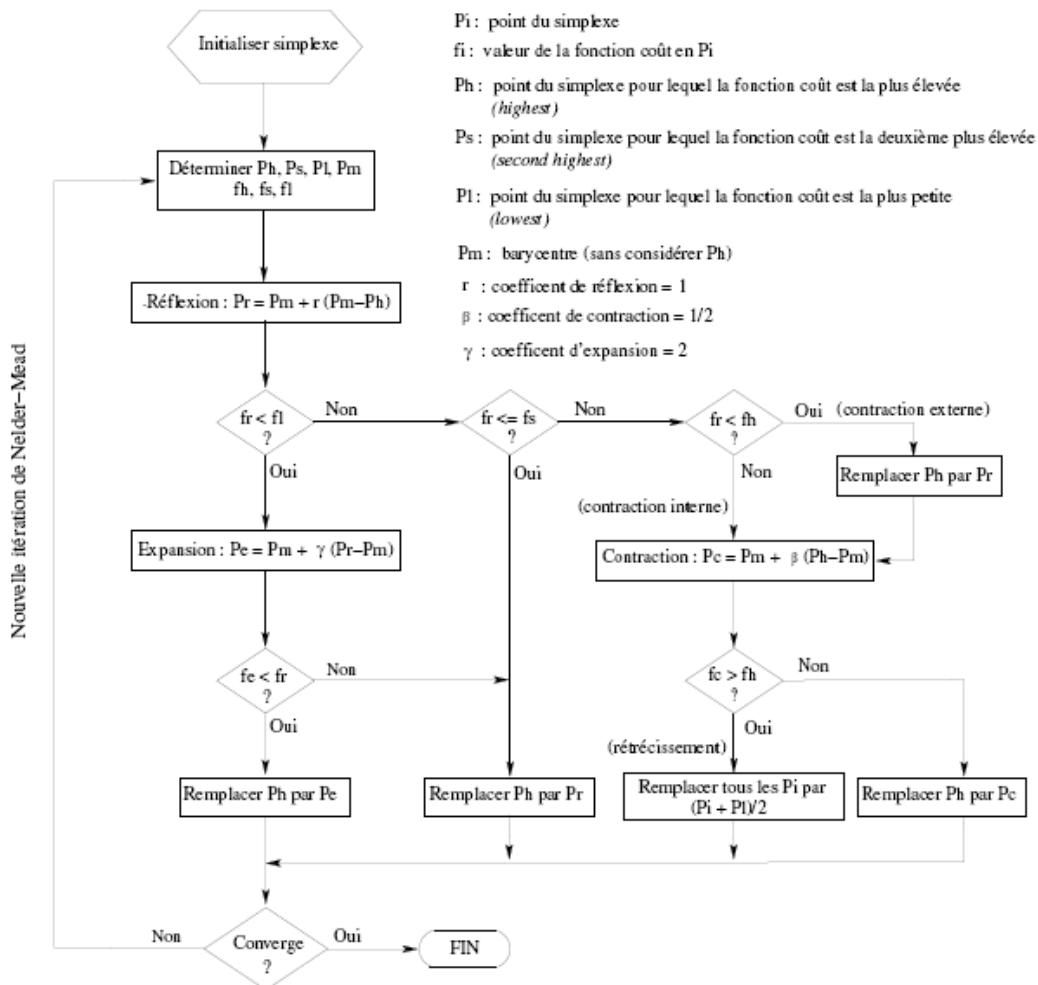 Initialiser simplexe
Pi : point du simplexe
fi : valeur de la fonction coût en Pi
Ph : point du simplexe pour lequel la fonction coût est la plus élevée
(highest)
Ps : point du simplexe pour lequel la fonction coût est la deuxième plus élevée
(second highest)
Pl : point du simplexe pour lequel la fonction coût est la plus petite
(lowest)
Pm : barycentre (sans considérer Ph)
r : coefficent de réflexion = 1
β : coefficent de contraction = 1/2
γ : coefficent d'expansion = 2
Déterminer Ph, Ps, Pl, Pm
fh, fs, fl
-Réflexion : Pr = Pm + r (Pm–Ph)
Nouvelle itération de Nelder–Mead
fr < fl
?
Non
Oui
fr <= fs
?
Non
Oui
fr < fh
?
Oui (contraction externe)
Non
Remplacer Ph par Pr
(contraction interne)
Expansion : Pe = Pm + γ (Pr–Pm)
Contraction : Pc = Pm + β (Ph–Pm)
fe < fr
?
Non
Oui
fc > fh
?
Non
Oui
(rétrécissement)
Remplacer Ph par Pe
Remplacer Ph par Pr
Remplacer tous les Pi par
(Pi + Pl)/2
Remplacer Ph par Pc
Non
Converge
?
Oui
FIN